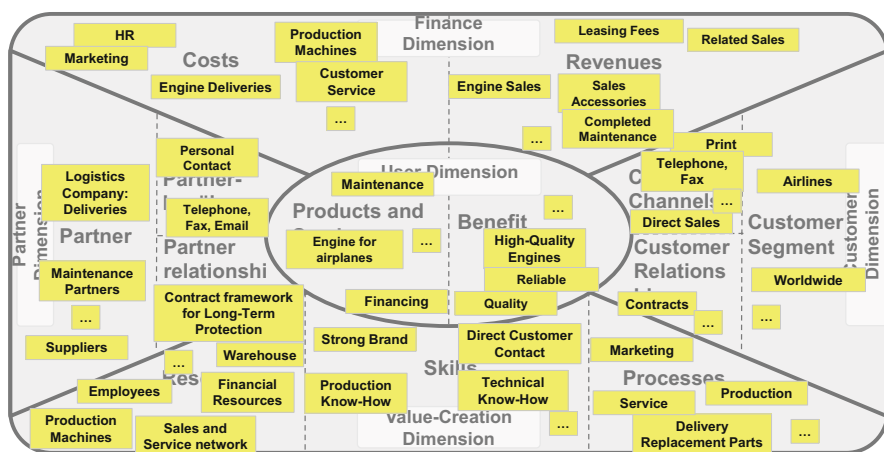 HR
Marketing
Costs
Engine Deliveries
Production
Machines
Customer
Service
...
Finance
Dimension
Leasing Fees
Related Sales
Revenues
Engine Sales
Sales
Accessories
...
Completed
Maintenance
Partner
Dimension
Logistics
Company:
Deliveries
Partner
Maintenance
Partners
...
Suppliers
Personal
Contact
Partner-
Telephone,
Fax, Email
Partner
relationshi
Contract framework
for Long-Term
Protection
...
User Dimension
Maintenance
Products and
Engine for
airplanes
...
Financing
...
Benefit
High-Quality
Engines
Reliable
Quality
Print
Telephone,
Fax
Channels
...
Direct Sales
Customer
Relations
Contracts
...
Airlines
Customer
Segment
Worldwide
...
Customer
Dimension
Warehouse
Employees
Financial
Resources
Production
Machines
Sales and
Service network
Strong Brand
Direct Customer
Contact
Skills
Production
Know-How
Technical
Know-How
...
Value-Creation
Dimension
Marketing
Processes
Service
Production
Delivery
Replacement Parts
...